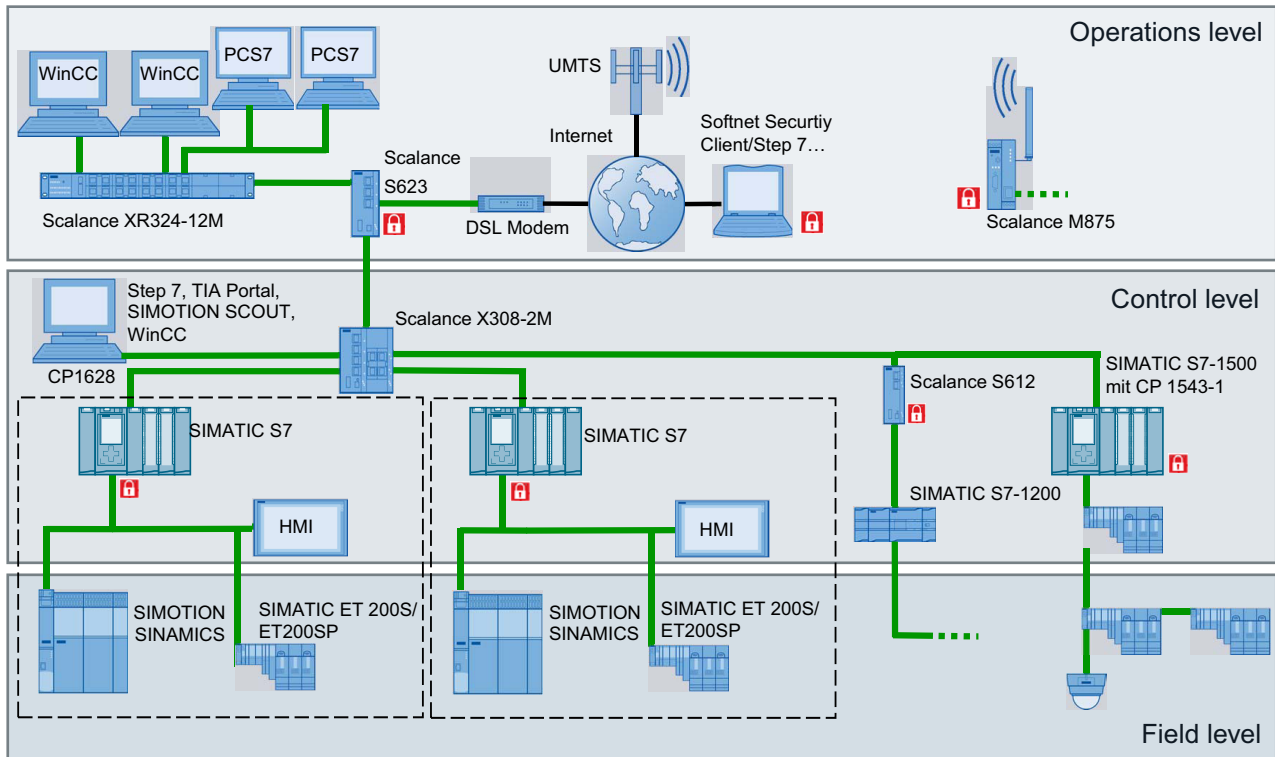 Operations level
WinCC
WinCC
PCS7
PCS7
UMTS
Internet
Softnet Securtiy
Client/Step 7…
Scalance
S623
Scalance XR324-12M
DSL Modem
Scalance M875
Control level
Step 7, TIA Portal,
SIMOTION SCOUT,
WinCC
CP1628
Scalance X308-2M
Scalance S612
SIMATIC S7-1500
mit CP 1543-1
SIMATIC S7
SIMATIC S7
SIMATIC S7-1200
HMI
HMI
SIMOTION
SINAMICS
SIMATIC ET 200S/
ET200SP
SIMOTION
SINAMICS
SIMATIC ET 200S/
ET200SP
Field level